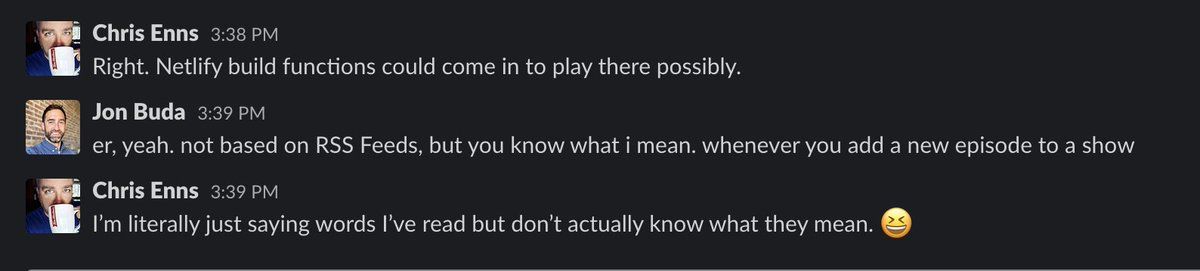 Chris Enns 3:38 PM
Right. Netlify build functions could come in to play there possibly.
Jon Buda 3:39 PM
er, yeah. not based on RSS Feeds, but you know what i mean. whenever you add a new episode to a show
Chris Enns 3:39 PM
I’m literally just saying words I’ve read but don’t actually know what they mean. 😆